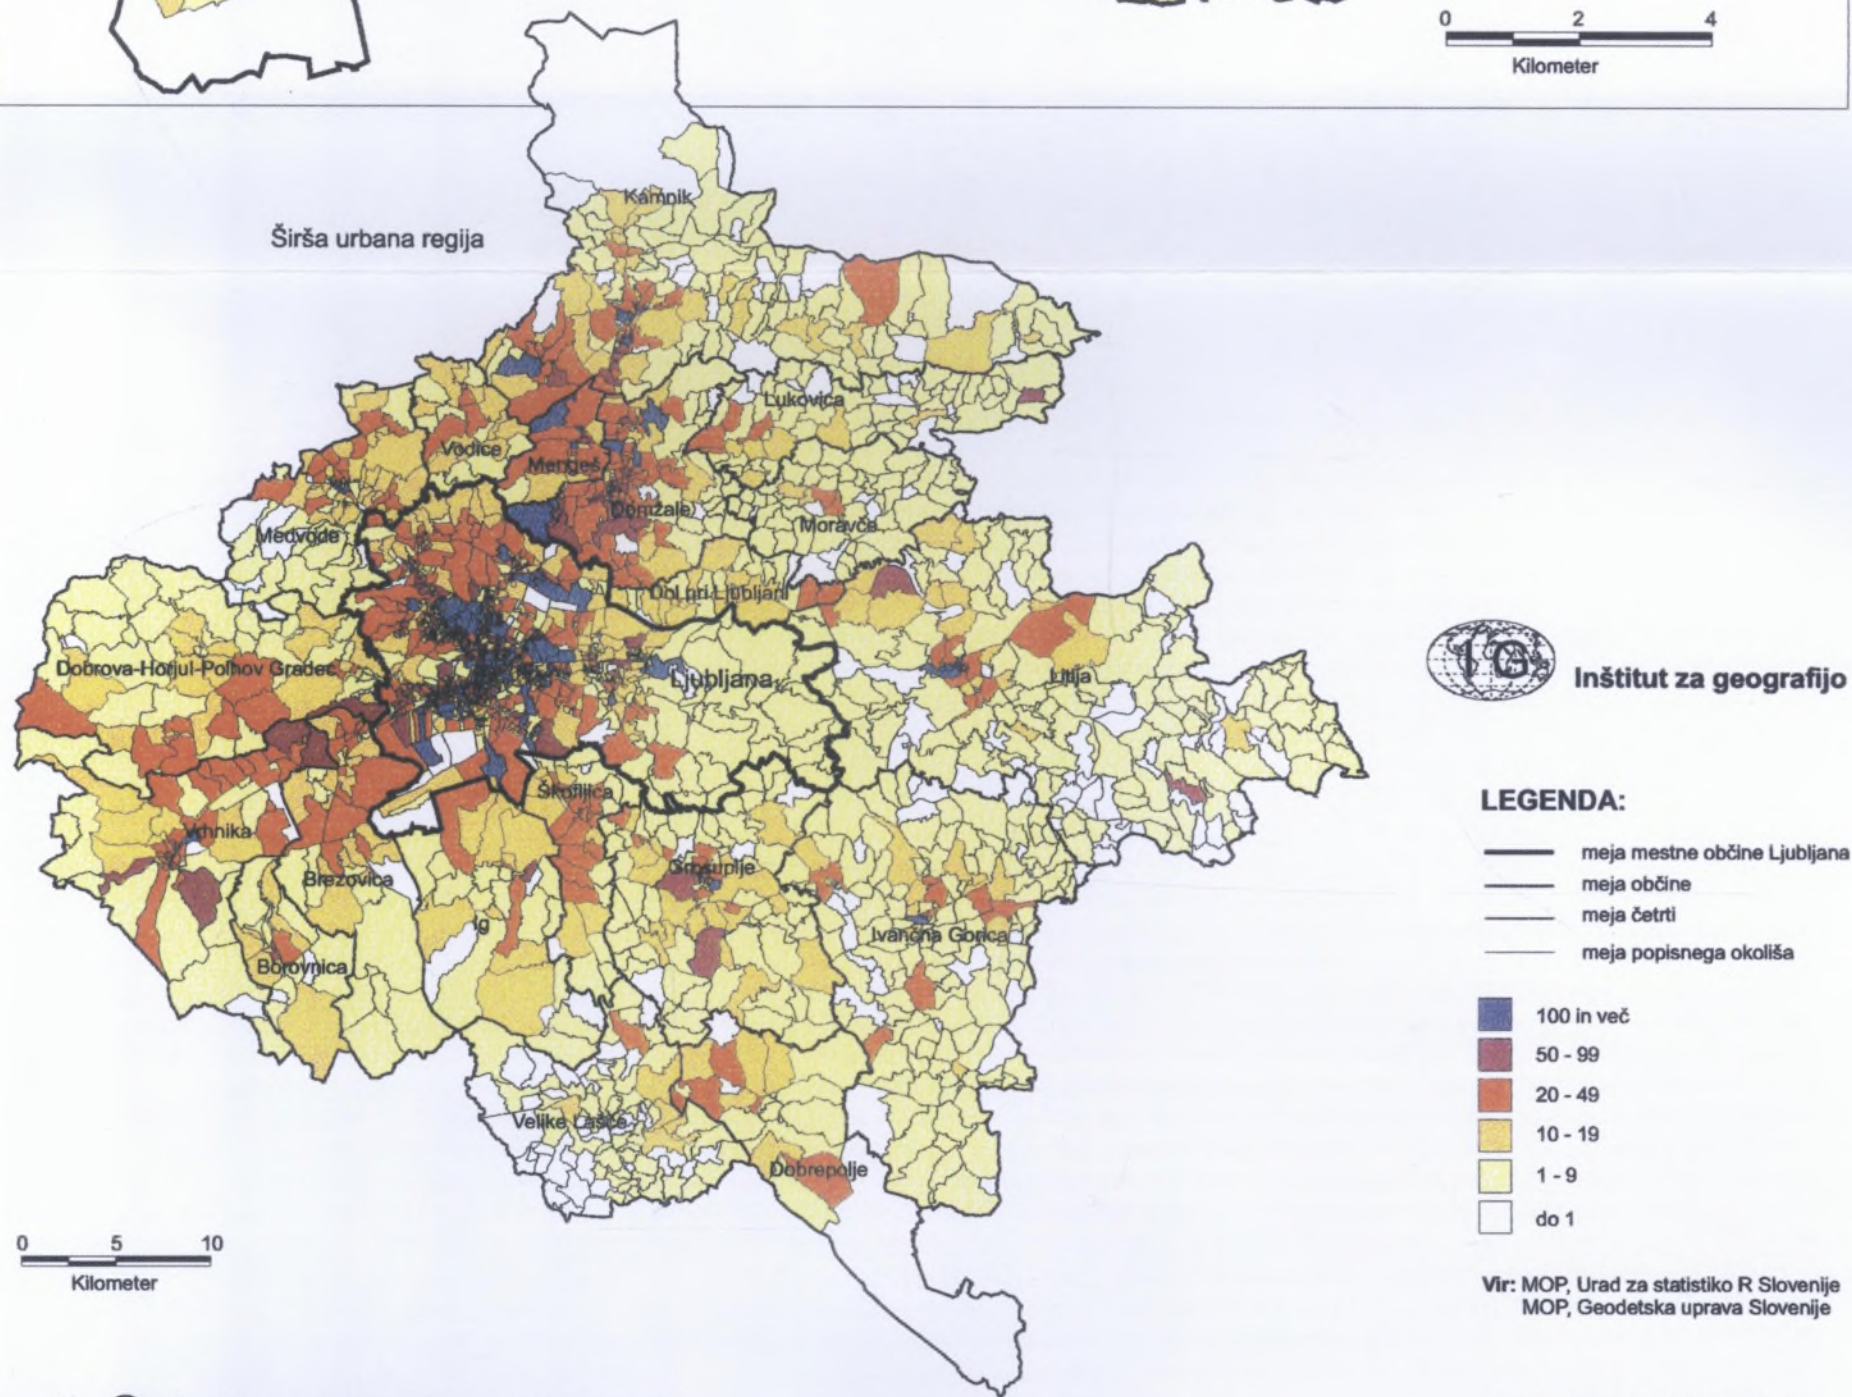 0 2 4
Kilometer
Širša urbana regija
Kamnik
Lukovica
Vodice
Mengeš
Domžale
Moravče
Medvode
Dol pri Ljubljani
Dobrova-Horjul-Polhov Gradec
Ljubljana
Litija
Škofljica
Vrhnika
Brezovica
Grosuplje
Ig
Ivančna Gorica
Borovnica
Velike Lašče
Dobrepolje
0 5 10
Kilometer
IG
Inštitut za geografijo
LEGENDA:
meja mestne občine Ljubljana
meja občine
meja četrti
meja popisnega okoliša
100 in več
50 - 99
20 - 49
10 - 19
1 - 9
do 1
Vir: MOP, Urad za statistiko R Slovenije
MOP, Geodetska uprava Slovenije